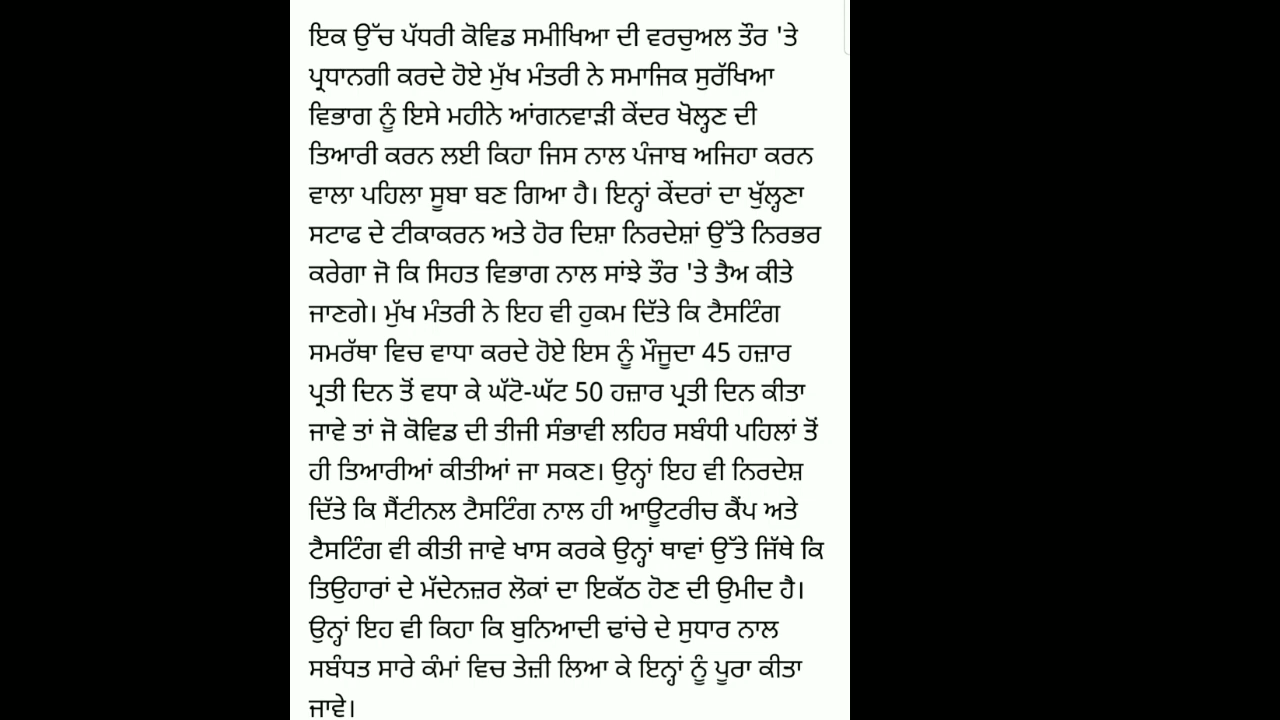 ਇਕ ਉੱਚ ਪੱਧਰੀ ਕੋਵਿਡ ਸਮੀਖਿਆ ਦੀ ਵਰਚੁਅਲ ਤੌਰ 'ਤੇ
ਪ੍ਰਧਾਨਗੀ ਕਰਦੇ ਹੋਏ ਮੁੱਖ ਮੰਤਰੀ ਨੇ ਸਮਾਜਿਕ ਸੁਰੱਖਿਆ
ਵਿਭਾਗ ਨੂੰ ਇਸੇ ਮਹੀਨੇ ਆਂਗਨਵਾੜੀ ਕੇਂਦਰ ਖੋਲ੍ਹਣ ਦੀ
ਤਿਆਰੀ ਕਰਨ ਲਈ ਕਿਹਾ ਜਿਸ ਨਾਲ ਪੰਜਾਬ ਅਜਿਹਾ ਕਰਨ
ਵਾਲਾ ਪਹਿਲਾ ਸੂਬਾ ਬਣ ਗਿਆ ਹੈ। ਇਨ੍ਹਾਂ ਕੇਂਦਰਾਂ ਦਾ ਖੁੱਲ੍ਹਣਾ
ਸਟਾਫ ਦੇ ਟੀਕਾਕਰਨ ਅਤੇ ਹੋਰ ਦਿਸ਼ਾ ਨਿਰਦੇਸ਼ਾਂ ਉੱਤੇ ਨਿਰਭਰ
ਕਰੇਗਾ ਜੋ ਕਿ ਸਿਹਤ ਵਿਭਾਗ ਨਾਲ ਸਾਂਝੇ ਤੌਰ 'ਤੇ ਤੈਅ ਕੀਤੇ
ਜਾਣਗੇ। ਮੁੱਖ ਮੰਤਰੀ ਨੇ ਇਹ ਵੀ ਹੁਕਮ ਦਿੱਤੇ ਕਿ ਟੈਸਟਿੰਗ
ਸਮਰੱਥਾ ਵਿਚ ਵਾਧਾ ਕਰਦੇ ਹੋਏ ਇਸ ਨੂੰ ਮੌਜੂਦਾ 45 ਹਜ਼ਾਰ
ਪ੍ਰਤੀ ਦਿਨ ਤੋਂ ਵਧਾ ਕੇ ਘੱਟੋ-ਘੱਟ 50 ਹਜ਼ਾਰ ਪ੍ਰਤੀ ਦਿਨ ਕੀਤਾ
ਜਾਵੇ ਤਾਂ ਜੋ ਕੋਵਿਡ ਦੀ ਤੀਜੀ ਸੰਭਾਵੀ ਲਹਿਰ ਸਬੰਧੀ ਪਹਿਲਾਂ ਤੋਂ
ਹੀ ਤਿਆਰੀਆਂ ਕੀਤੀਆਂ ਜਾ ਸਕਣ। ਉਨ੍ਹਾਂ ਇਹ ਵੀ ਨਿਰਦੇਸ਼
ਦਿੱਤੇ ਕਿ ਸੈਂਟੀਨਲ ਟੈਸਟਿੰਗ ਨਾਲ ਹੀ ਆਊਟਰੀਚ ਕੈਂਪ ਅਤੇ
ਟੈਸਟਿੰਗ ਵੀ ਕੀਤੀ ਜਾਵੇ ਖਾਸ ਕਰਕੇ ਉਨ੍ਹਾਂ ਥਾਵਾਂ ਉੱਤੇ ਜਿੱਥੇ ਕਿ
ਤਿਉਹਾਰਾਂ ਦੇ ਮੱਦੇਨਜ਼ਰ ਲੋਕਾਂ ਦਾ ਇਕੱਠ ਹੋਣ ਦੀ ਉਮੀਦ ਹੈ।
ਉਨ੍ਹਾਂ ਇਹ ਵੀ ਕਿਹਾ ਕਿ ਬੁਨਿਆਦੀ ਢਾਂਚੇ ਦੇ ਸੁਧਾਰ ਨਾਲ
ਸਬੰਧਤ ਸਾਰੇ ਕੰਮਾਂ ਵਿਚ ਤੇਜ਼ੀ ਲਿਆ ਕੇ ਇਨ੍ਹਾਂ ਨੂੰ ਪੂਰਾ ਕੀਤਾ
ਜਾਵੇ।